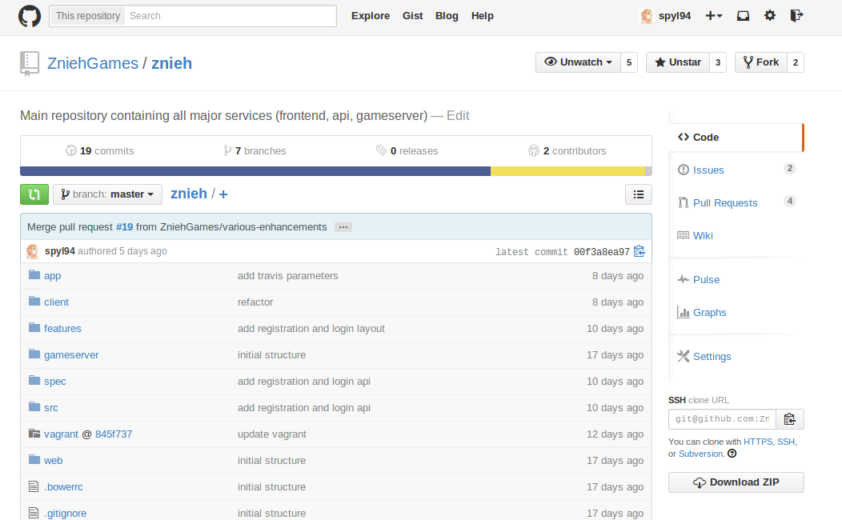 This repository Search Explore Gist Blog Help spyl94
ZniehGames / znieh Unwatch 5 Unstar 3 Fork 2
Main repository containing all major services (frontend, api, gameserver) — Edit
19 commits 7 branches 0 releases 2 contributors
branch: master znieh / +
Merge pull request #19 from ZniehGames/various-enhancements ...
spyl94 authored 5 days ago latest commit 00f3a8ea97
app add travis parameters 8 days ago
client refactor 8 days ago
features add registration and login layout 10 days ago
gameserver initial structure 17 days ago
spec add registration and login api 10 days ago
src add registration and login api 10 days ago
vagrant @ 845f737 update vagrant 12 days ago
web initial structure 17 days ago
.bowerrc initial structure 17 days ago
.gitignore initial structure 17 days ago
Code
Issues 2
Pull Requests 4
Wiki
Pulse
Graphs
Settings
SSH clone URL
git@github.com:Zn
You can clone with HTTPS, SSH,
or Subversion.
Download ZIP